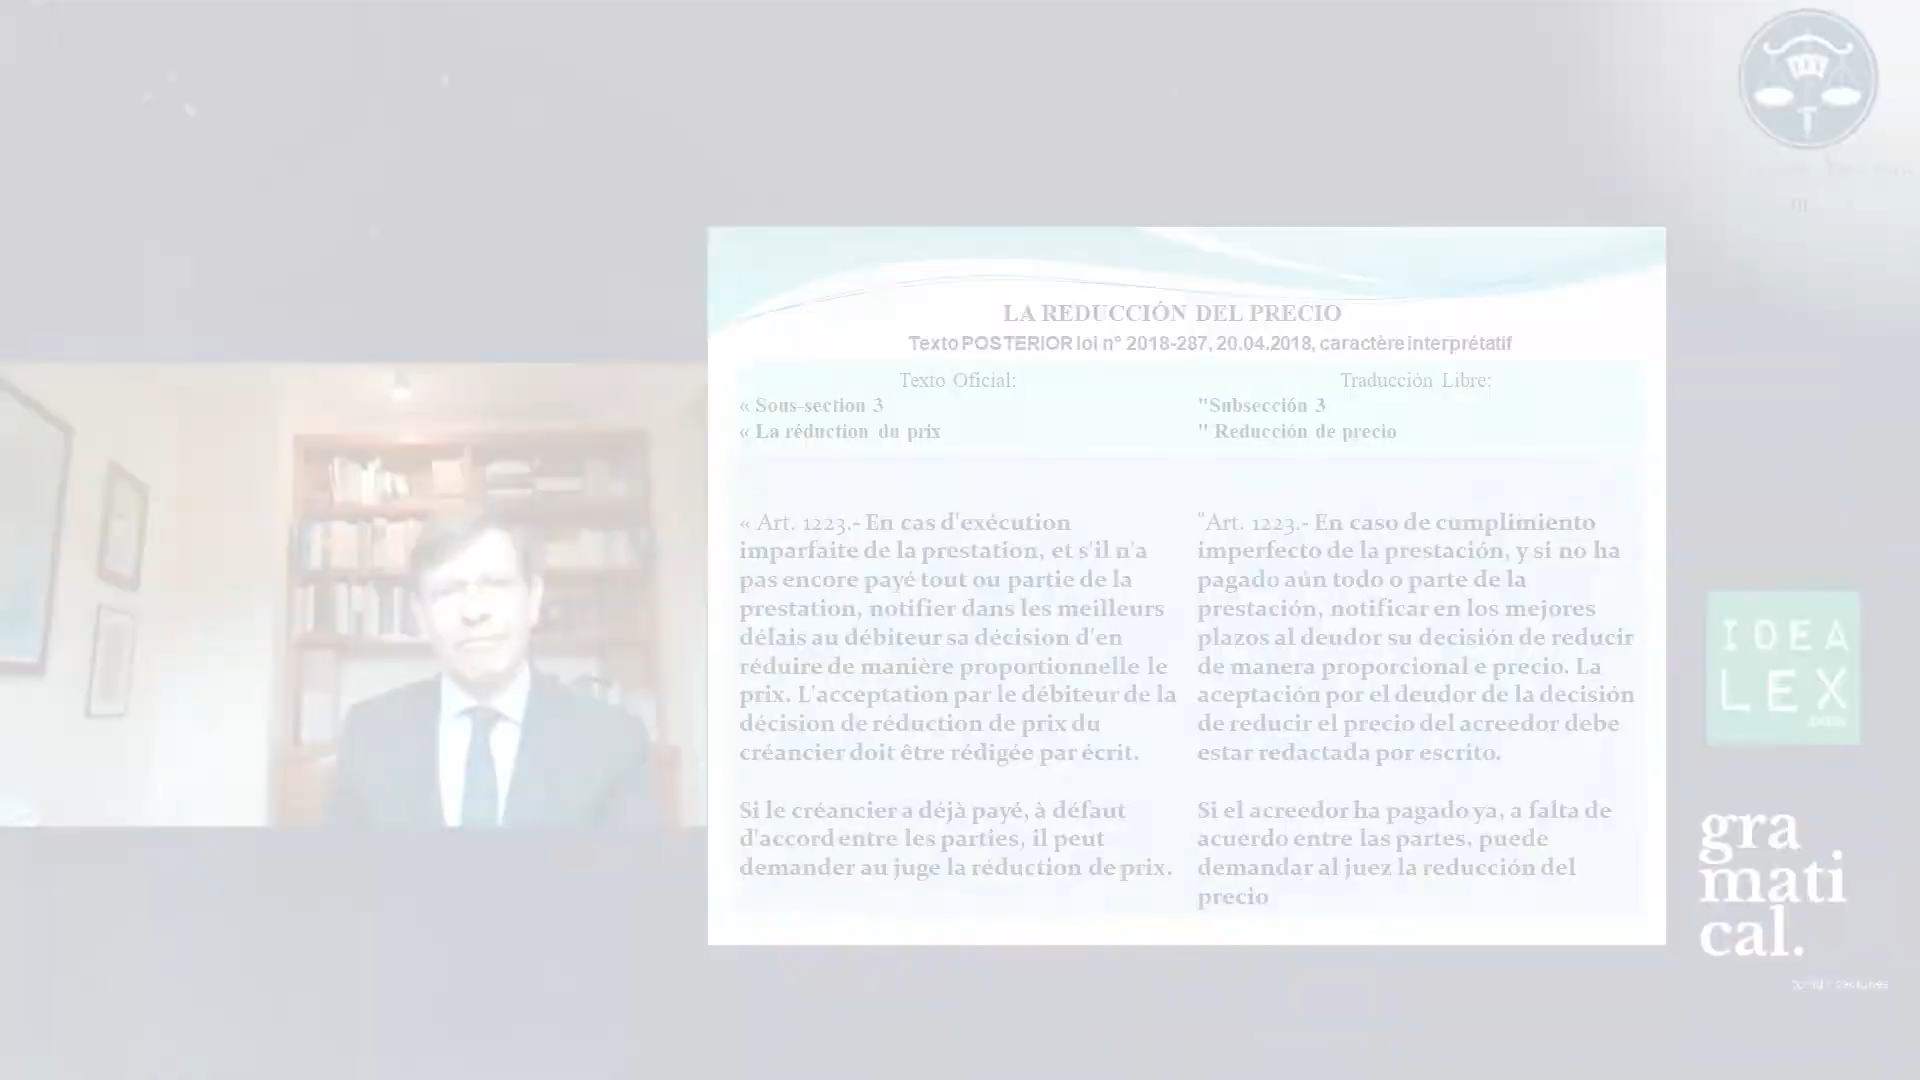 LA REDUCCIÓN DEL PRECIO
Texto POSTERIOR loi n° 2018-287, 20.04.2018, caractère interprétatif
Texto Oficial:
« Sous-section 3
« La réduction du prix
« Art. 1223.- En cas d'exécution
imparfaite de la prestation, et s'il n'a
pas encore payé tout ou partie de la
prestation, notifier dans les meilleurs
délais au débiteur sa décision d'en
réduire de manière proportionnelle le
prix. L'acceptation par le débiteur de la
décision de réduction de prix du
créancier doit être rédigée par écrit.
Si le créancier a déjà payé, à défaut
d'accord entre les parties, il peut
demander au juge la réduction de prix.
Traducción Libre:
"Subsección 3
" Reducción de precio
"Art. 1223.- En caso de cumplimiento
imperfecto de la prestación, y si no ha
pagado aún todo o parte de la
prestación, notificar en los mejores
plazos al deudor su decisión de reducir
de manera proporcional e precio. La
aceptación por el deudor de la decisión
de reducir el precio del acreedor debe
estar redactada por escrito.
Si el acreedor ha pagado ya, a falta de
acuerdo entre las partes, puede
demandar al juez la reducción del
precio
IDEA
LEX
gra
mati
cal.